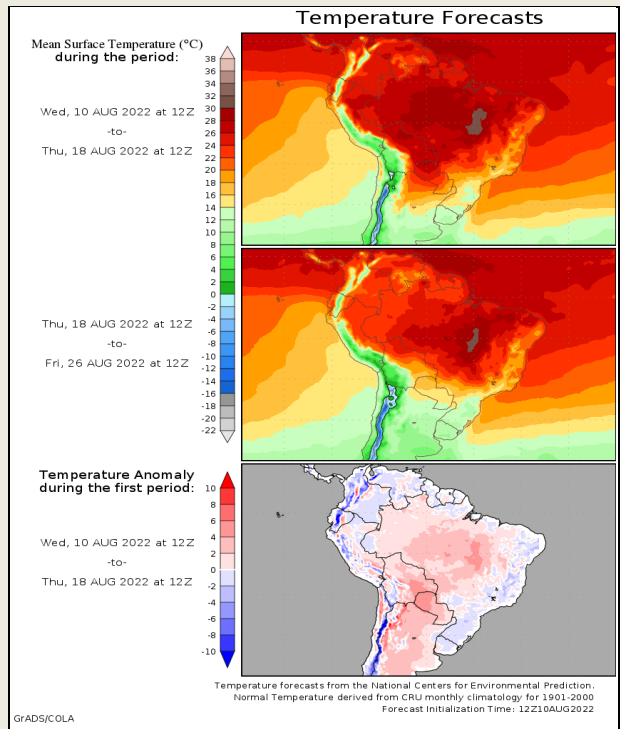 Temperature Forecasts
Mean Surface Temperature (°C)
during the period:
Wed, 10 AUG 2022 at 12Z
-to-
Thu, 18 AUG 2022 at 12Z
38
36
34
32
30
28
26
24
22
20
18
16
14
12
10
8
6
4
2
0
-2
-4
-6
-8
-10
-12
-14
-16
-18
-20
-22
Thu, 18 AUG 2022 at 12Z
-to-
Fri, 26 AUG 2022 at 12Z
Temperature Anomaly
during the first period:
Wed, 10 AUG 2022 at 12Z
-to-
Thu, 18 AUG 2022 at 12Z
10
8
6
4
2
0
-2
-4
-6
-8
-10
Temperature forecasts from the National Centers for Environmental Prediction.
Normal Temperature derived from CRU monthly climatology for 1901-2000
Forecast Initialization Time: 12Z10AUG2022
GrADS/COLA